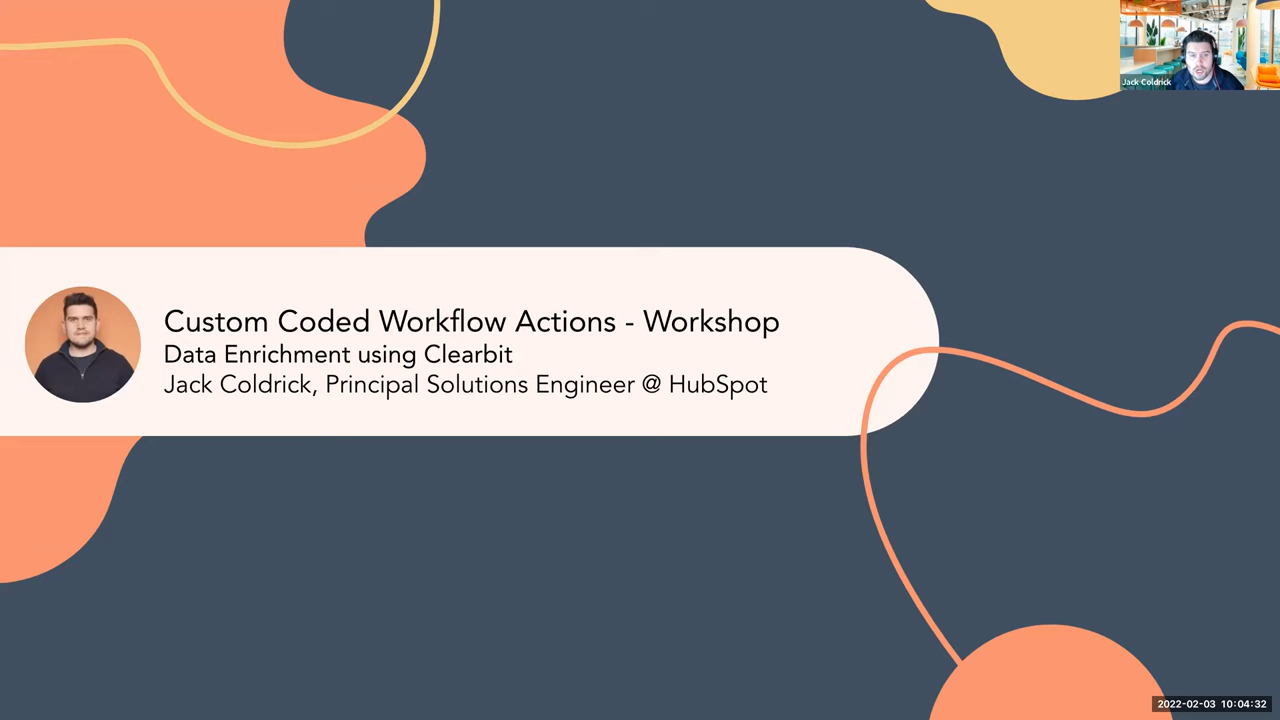 Jack Coldrick
Custom Coded Workflow Actions - Workshop
Data Enrichment using Clearbit
Jack Coldrick, Principal Solutions Engineer @ HubSpot
2022-02-03 10:04:32